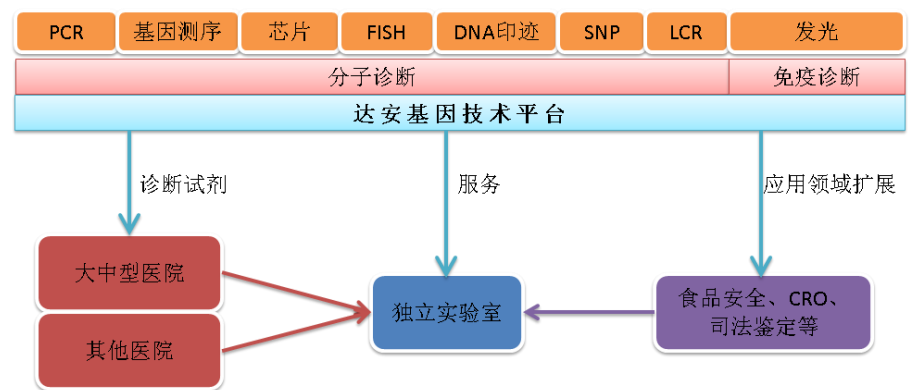 PCR 基因测序 芯片 FISH DNA印迹 SNP LCR 发光
分子诊断 免疫诊断
达安基因技术平台
诊断试剂 服务 应用领域扩展
大中型医院
独立实验室
食品安全、CRO、
司法鉴定等
其他医院